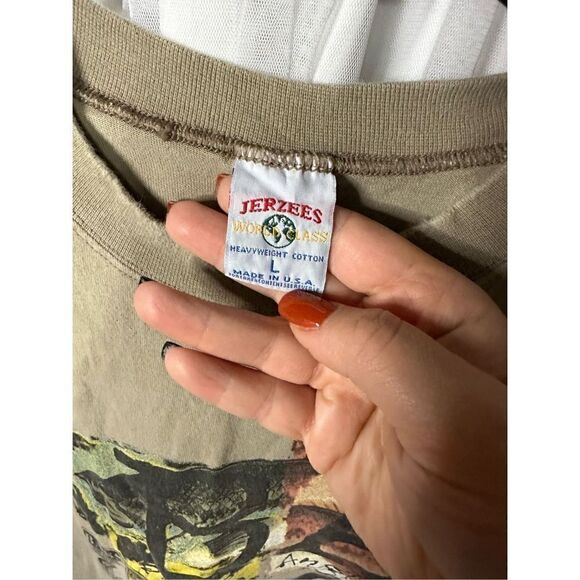 JERZEES
WORLD CLASS
HEAVYWEIGHT COTTON
L
MADE IN U.S.A.